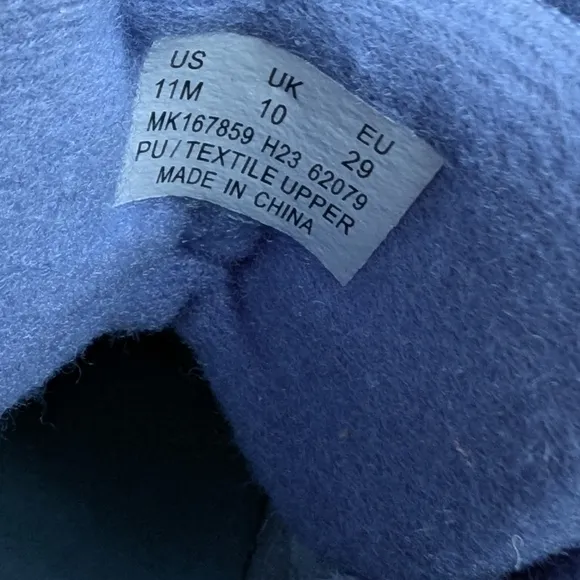 US UK EU
11M 10 29
MK167859 H23 62079
PU/TEXTILE UPPER
MADE IN CHINA